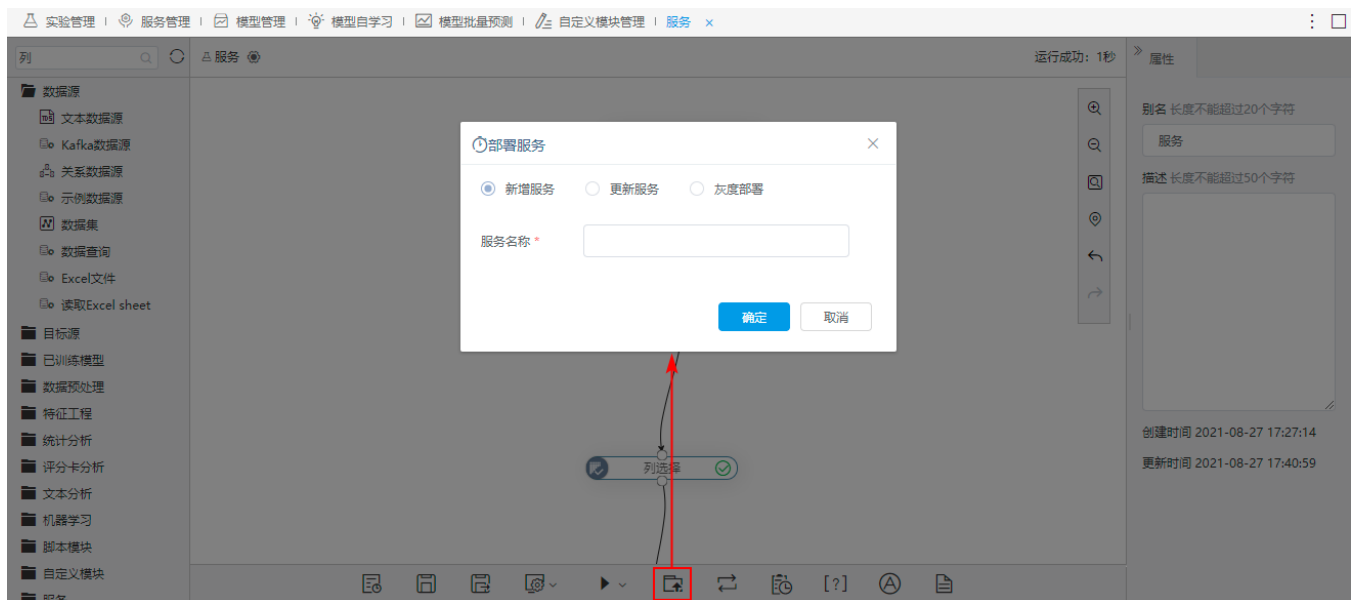 实验管理 服务管理 模型管理 模型自学习 模型批量预测 自定义模块管理 服务 ×
列 服务 运行成功：1秒 属性
数据源
文本数据源
Kafka数据源
关系数据源
示例数据源
数据集
数据查询
Excel文件
读取Excel sheet
目标源
已训练模型
数据预处理
特征工程
统计分析
评分卡分析
文本分析
机器学习
脚本模块
自定义模块
服务
部署服务
新增服务 更新服务 灰度部署
服务名称 *
确定 取消
列选择
[?]
别名 长度不能超过20个字符
服务
描述 长度不能超过50个字符
创建时间 2021-08-27 17:27:14
更新时间 2021-08-27 17:40:59